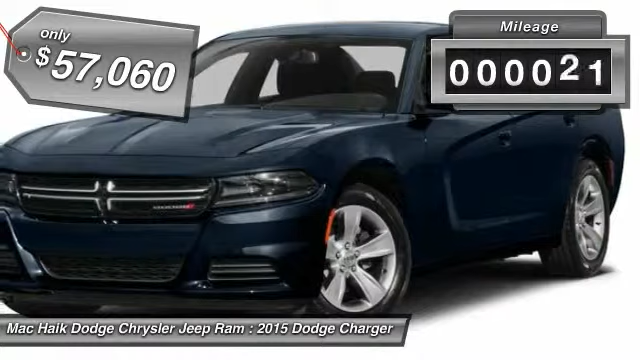 only
$57,060
Mileage
000021
Mac Haik Dodge Chrysler Jeep Ram : 2015 Dodge Charger